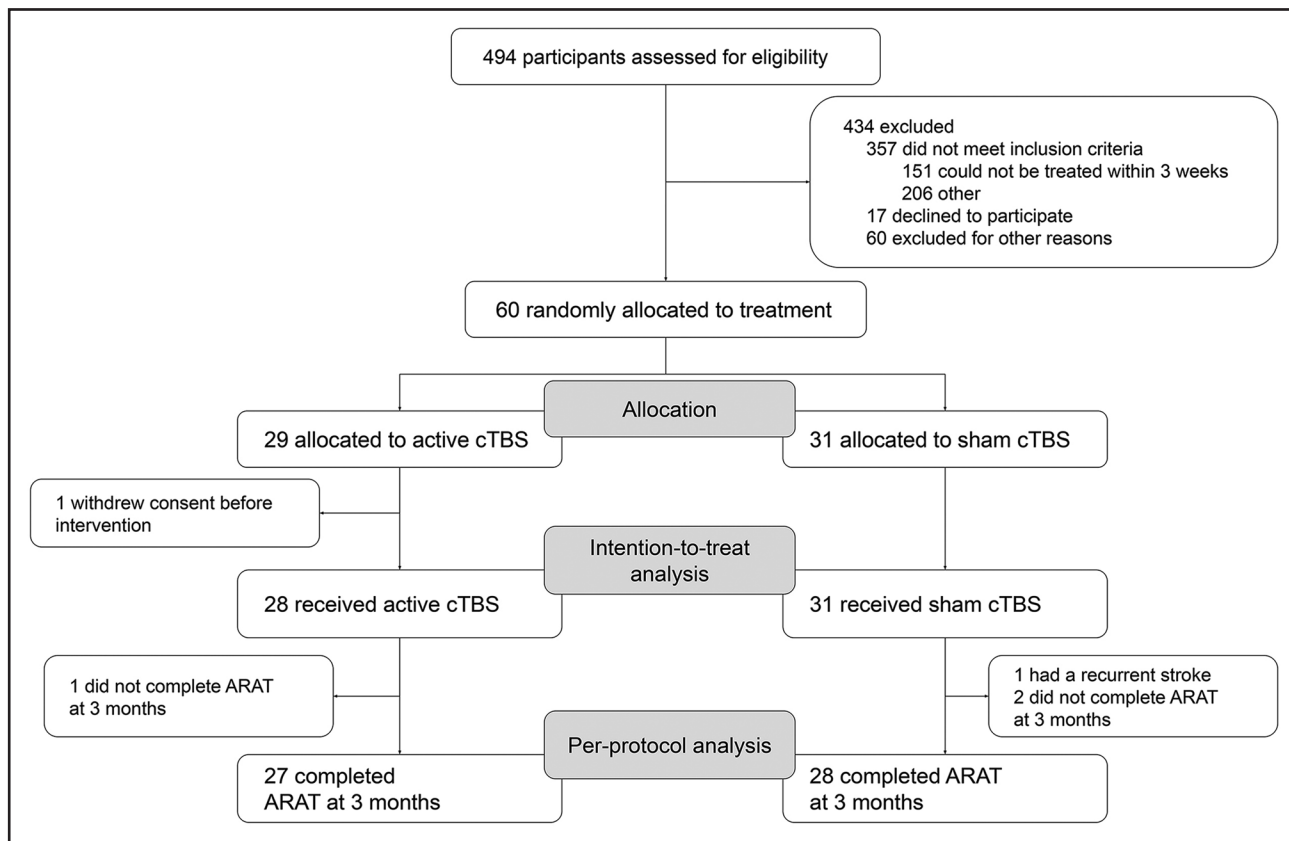 494 participants assessed for eligibility
434 excluded
357 did not meet inclusion criteria
151 could not be treated within 3 weeks
206 other
17 declined to participate
60 excluded for other reasons
60 randomly allocated to treatment
Allocation
29 allocated to active cTBS
31 allocated to sham cTBS
1 withdrew consent before
intervention
Intention-to-treat
analysis
28 received active cTBS
31 received sham cTBS
1 did not complete ARAT
at 3 months
1 had a recurrent stroke
2 did not complete ARAT
at 3 months
Per-protocol analysis
27 completed
ARAT at 3 months
28 completed ARAT
at 3 months